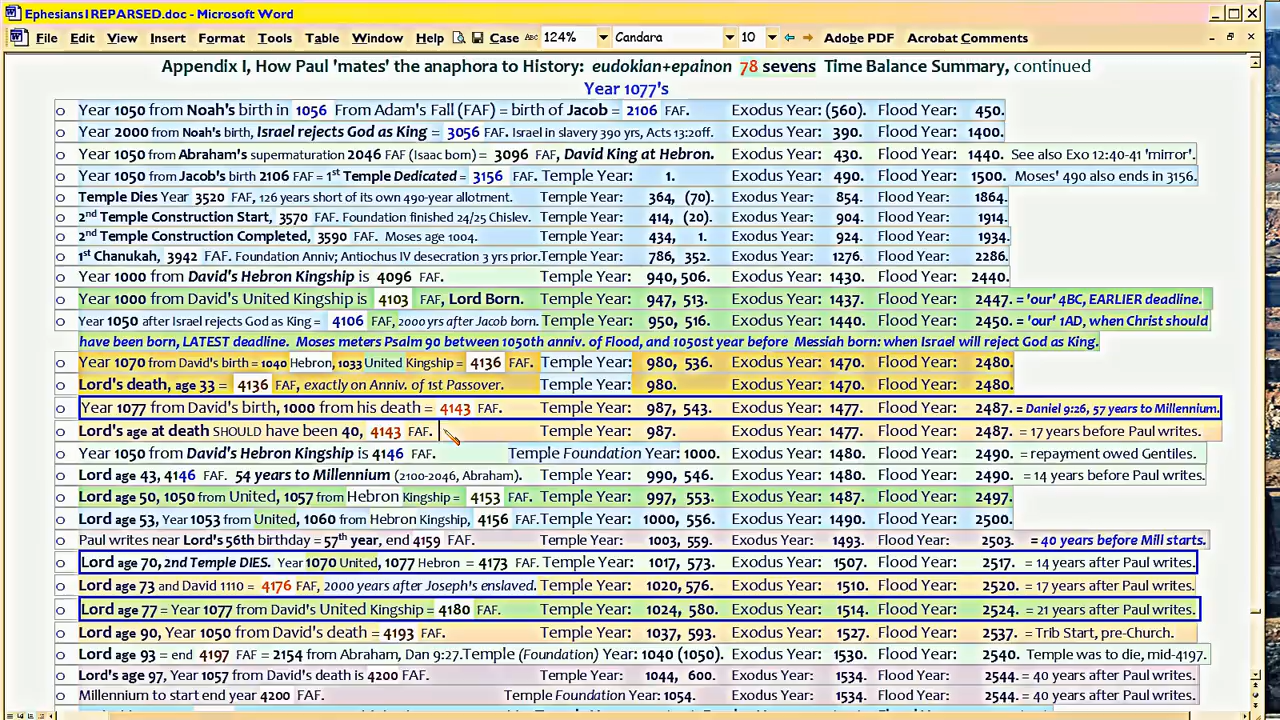 Ephesians1REPARSED.doc - Microsoft Word
File Edit View Insert Format Tools Table Window Help Case 124% Candara 10 Adobe PDF Acrobat Comments
Appendix I, How Paul 'mates' the anaphora to History: eudokian+epainon 78 sevens Time Balance Summary, continued
Year 1077's
o Year 1050 from Noah's birth in 1056 From Adam's Fall (FAF) = birth of Jacob = 2106 FAF. Exodus Year: (560). Flood Year: 450.
o Year 2000 from Noah's birth, Israel rejects God as King = 3056 FAF. Israel in slavery 390 yrs, Acts 13:20ff. Exodus Year: 390. Flood Year: 1400.
o Year 1050 from Abraham's supermaturation 2046 FAF (Isaac born) = 3096 FAF, David King at Hebron. Exodus Year: 430. Flood Year: 1440. See also Exo 12:40-41 'mirror'.
o Year 1050 from Jacob's birth 2106 FAF = 1st Temple Dedicated = 3156 FAF. Temple Year: 1. Exodus Year: 490. Flood Year: 1500. Moses' 490 also ends in 3156.
o Temple Dies Year 3520 FAF, 126 years short of its own 490-year allotment. Temple Year: 364, (70). Exodus Year: 854. Flood Year: 1864.
o 2nd Temple Construction Start, 3570 FAF. Foundation finished 24/25 Chislev. Temple Year: 414, (20). Exodus Year: 904. Flood Year: 1914.
o 2nd Temple Construction Completed, 3590 FAF. Moses age 1004. Temple Year: 434, 1. Exodus Year: 924. Flood Year: 1934.
o 1st Chanukah, 3942 FAF. Foundation Anniv; Antiochus IV desecration 3 yrs prior. Temple Year: 786, 352. Exodus Year: 1276. Flood Year: 2286.
o Year 1000 from David's Hebron Kingship is 4096 FAF. Temple Year: 940, 506. Exodus Year: 1430. Flood Year: 2440.
o Year 1000 from David's United Kingship is 4103 FAF, Lord Born. Temple Year: 947, 513. Exodus Year: 1437. Flood Year: 2447. = 'our' 4BC, EARLIER deadline.
o Year 1050 after Israel rejects God as King = 4106 FAF, 2000 yrs after Jacob born. Temple Year: 950, 516. Exodus Year: 1440. Flood Year: 2450. = 'our' 1AD, when Christ should
have been born, LATEST deadline. Moses meters Psalm 90 between 1050th anniv. of Flood, and 1050st year before Messiah born: when Israel will reject God as King.
o Year 1070 from David's birth = 1040 Hebron, 1033 United Kingship = 4136 FAF. Temple Year: 980, 536. Exodus Year: 1470. Flood Year: 2480.
o Lord's death, age 33 = 4136 FAF, exactly on Anniv. of 1st Passover. Temple Year: 980. Exodus Year: 1470. Flood Year: 2480.
o Year 1077 from David's birth, 1000 from his death = 4143 FAF. Temple Year: 987, 543. Exodus Year: 1477. Flood Year: 2487. = Daniel 9:26, 57 years to Millennium.
o Lord's age at death SHOULD have been 40, 4143 FAF. Temple Year: 987. Exodus Year: 1477. Flood Year: 2487. = 17 years before Paul writes.
o Year 1050 from David's Hebron Kingship is 4146 FAF. Temple Foundation Year: 1000. Exodus Year: 1480. Flood Year: 2490. = repayment owed Gentiles.
o Lord age 43, 4146 FAF. 54 years to Millennium (2100-2046, Abraham). Temple Year: 990, 546. Exodus Year: 1480. Flood Year: 2490. = 14 years before Paul writes.
o Lord age 50, 1050 from United, 1057 from Hebron Kingship = 4153 FAF. Temple Year: 997, 553. Exodus Year: 1487. Flood Year: 2497.
o Lord age 53, Year 1053 from United, 1060 from Hebron Kingship, 4156 FAF. Temple Year: 1000, 556. Exodus Year: 1490. Flood Year: 2500.
o Paul writes near Lord's 56th birthday = 57th year, end 4159 FAF. Temple Year: 1003, 559. Exodus Year: 1493. Flood Year: 2503. = 40 years before Mill starts.
o Lord age 70, 2nd Temple DIES. Year 1070 United, 1077 Hebron = 4173 FAF. Temple Year: 1017, 573. Exodus Year: 1507. Flood Year: 2517. = 14 years after Paul writes.
o Lord age 73 and David 1110 = 4176 FAF, 2000 years after Joseph's enslaved. Temple Year: 1020, 576. Exodus Year: 1510. Flood Year: 2520. = 17 years after Paul writes.
o Lord age 77 = Year 1077 from David's United Kingship = 4180 FAF. Temple Year: 1024, 580. Exodus Year: 1514. Flood Year: 2524. = 21 years after Paul writes.
o Lord age 90, Year 1050 from David's death = 4193 FAF. Temple Year: 1037, 593. Exodus Year: 1527. Flood Year: 2537. = Trib Start, pre-Church.
o Lord age 93 = end 4197 FAF = 2154 from Abraham, Dan 9:27. Temple (Foundation) Year: 1040 (1050). Exodus Year: 1530. Flood Year: 2540. Temple was to die, mid-4197.
o Lord's age 97, Year 1057 from David's death is 4200 FAF. Temple Year: 1044, 600. Exodus Year: 1534. Flood Year: 2544. = 40 years after Paul writes.
o Millennium to start end year 4200 FAF. Temple Foundation Year: 1054. Exodus Year: 1534. Flood Year: 2544. = 40 years after Paul writes.